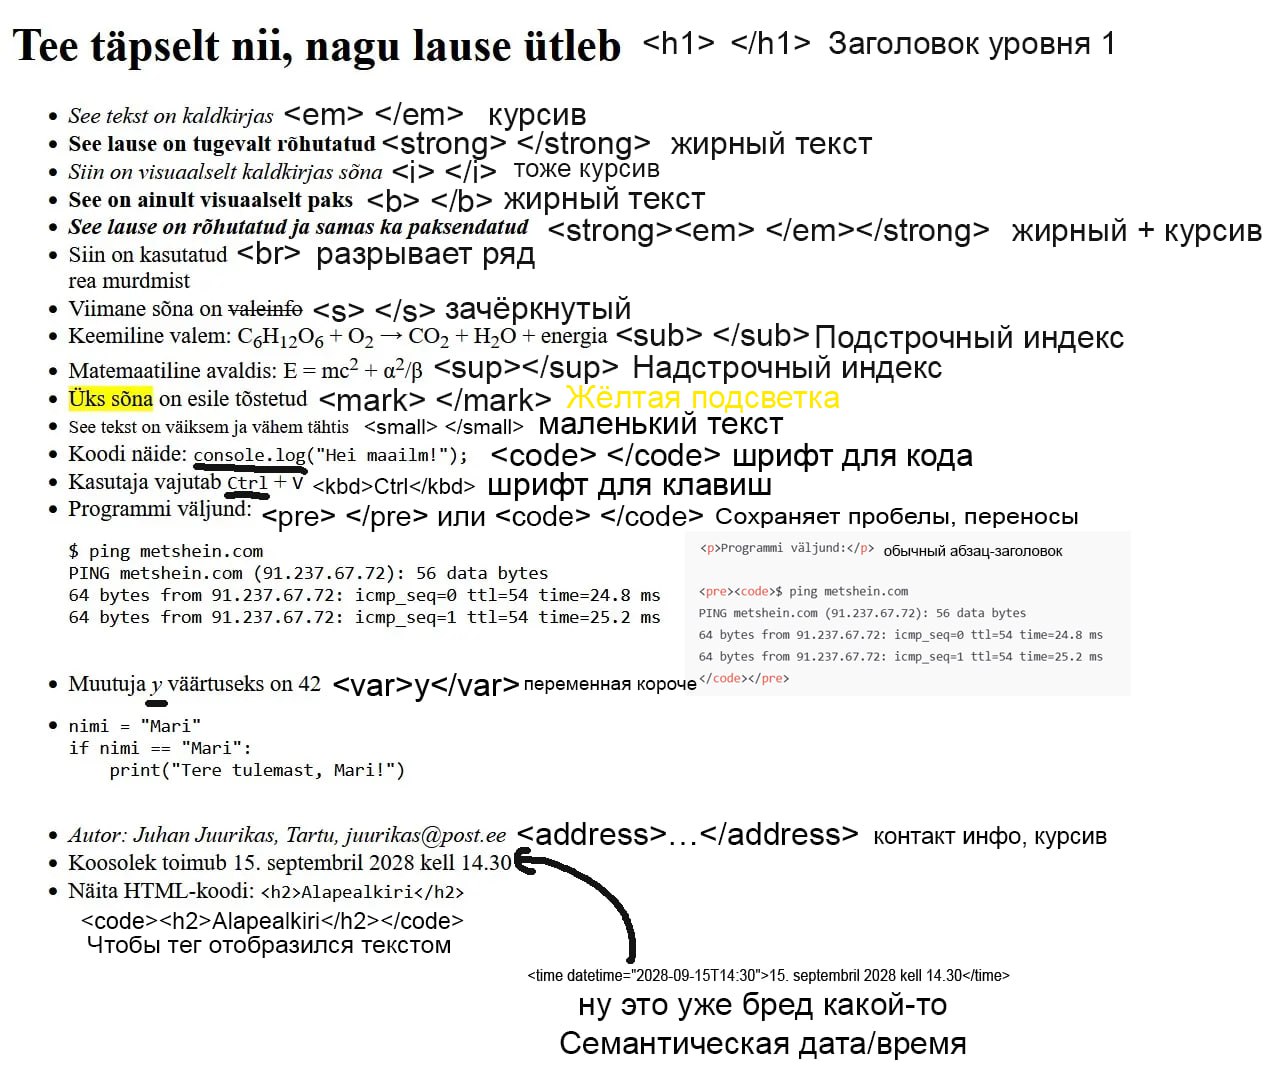 Tee täpselt nii, nagu lause ütleb <h1> </h1> Заголовок уровня 1
• See tekst on kaldkirjas <em> </em> курсив
• See lause on tugevalt rõhutatud <strong> </strong> жирный текст
• Siin on visuaalselt kaldkirjas sõna <i> </i> тоже курсив
• See on ainult visuaalselt paks <b> </b> жирный текст
• See lause on rõhutatud ja samas ka paksendatud <strong><em> </em></strong> жирный + курсив
• Siin on kasutatud <br> разрывает ряд
rea murdmist
• Viimane sõna on valeinfo <s> </s> зачёркнутый
• Keemiline valem: C₆H₁₂O₆ + O₂ → CO₂ + H₂O + energia <sub> </sub> Подстрочный индекс
• Matemaatiline avaldis: E = mc² + α²/β <sup></sup> Надстрочный индекс
• Üks sõna on esile tõstetud <mark> </mark> Жёлтая подсветка
• See tekst on väiksem ja vähem tähtis <small> </small> маленький текст
• Koodi näide: console.log("Hei maailm!"); <code> </code> шрифт для кода
• Kasutaja vajutab Ctrl + V <kbd>Ctrl</kbd> шрифт для клавиш
• Programmi väljund: <pre> </pre> или <code> </code> Сохраняет пробелы, переносы
$ ping metshein.com
PING metshein.com (91.237.67.72): 56 data bytes
64 bytes from 91.237.67.72: icmp_seq=0 ttl=54 time=24.8 ms
64 bytes from 91.237.67.72: icmp_seq=1 ttl=54 time=25.2 ms
<p>Programmi väljund:</p> обычный абзац-заголовок
<pre><code>$ ping metshein.com
PING metshein.com (91.237.67.72): 56 data bytes
64 bytes from 91.237.67.72: icmp_seq=0 ttl=54 time=24.8 ms
64 bytes from 91.237.67.72: icmp_seq=1 ttl=54 time=25.2 ms
</code></pre>
• Muutuja y väärtuseks on 42 <var>y</var> переменная короче
• nimi = "Mari"
if nimi == "Mari":
    print("Tere tulemast, Mari!")
• Autor: Juhan Juurikas, Tartu, juurikas@post.ee <address>...</address> контакт инфо, курсив
• Koosolek toimub 15. septembril 2028 kell 14.30
• Näita HTML-koodi: <h2>Alapealkiri</h2>
<code><h2>Alapealkiri</h2></code>
Чтобы тег отобразился текстом
<time datetime="2028-09-15T14:30">15. septembril 2028 kell 14.30</time>
ну это уже бред какой-то
Семантическая дата/время